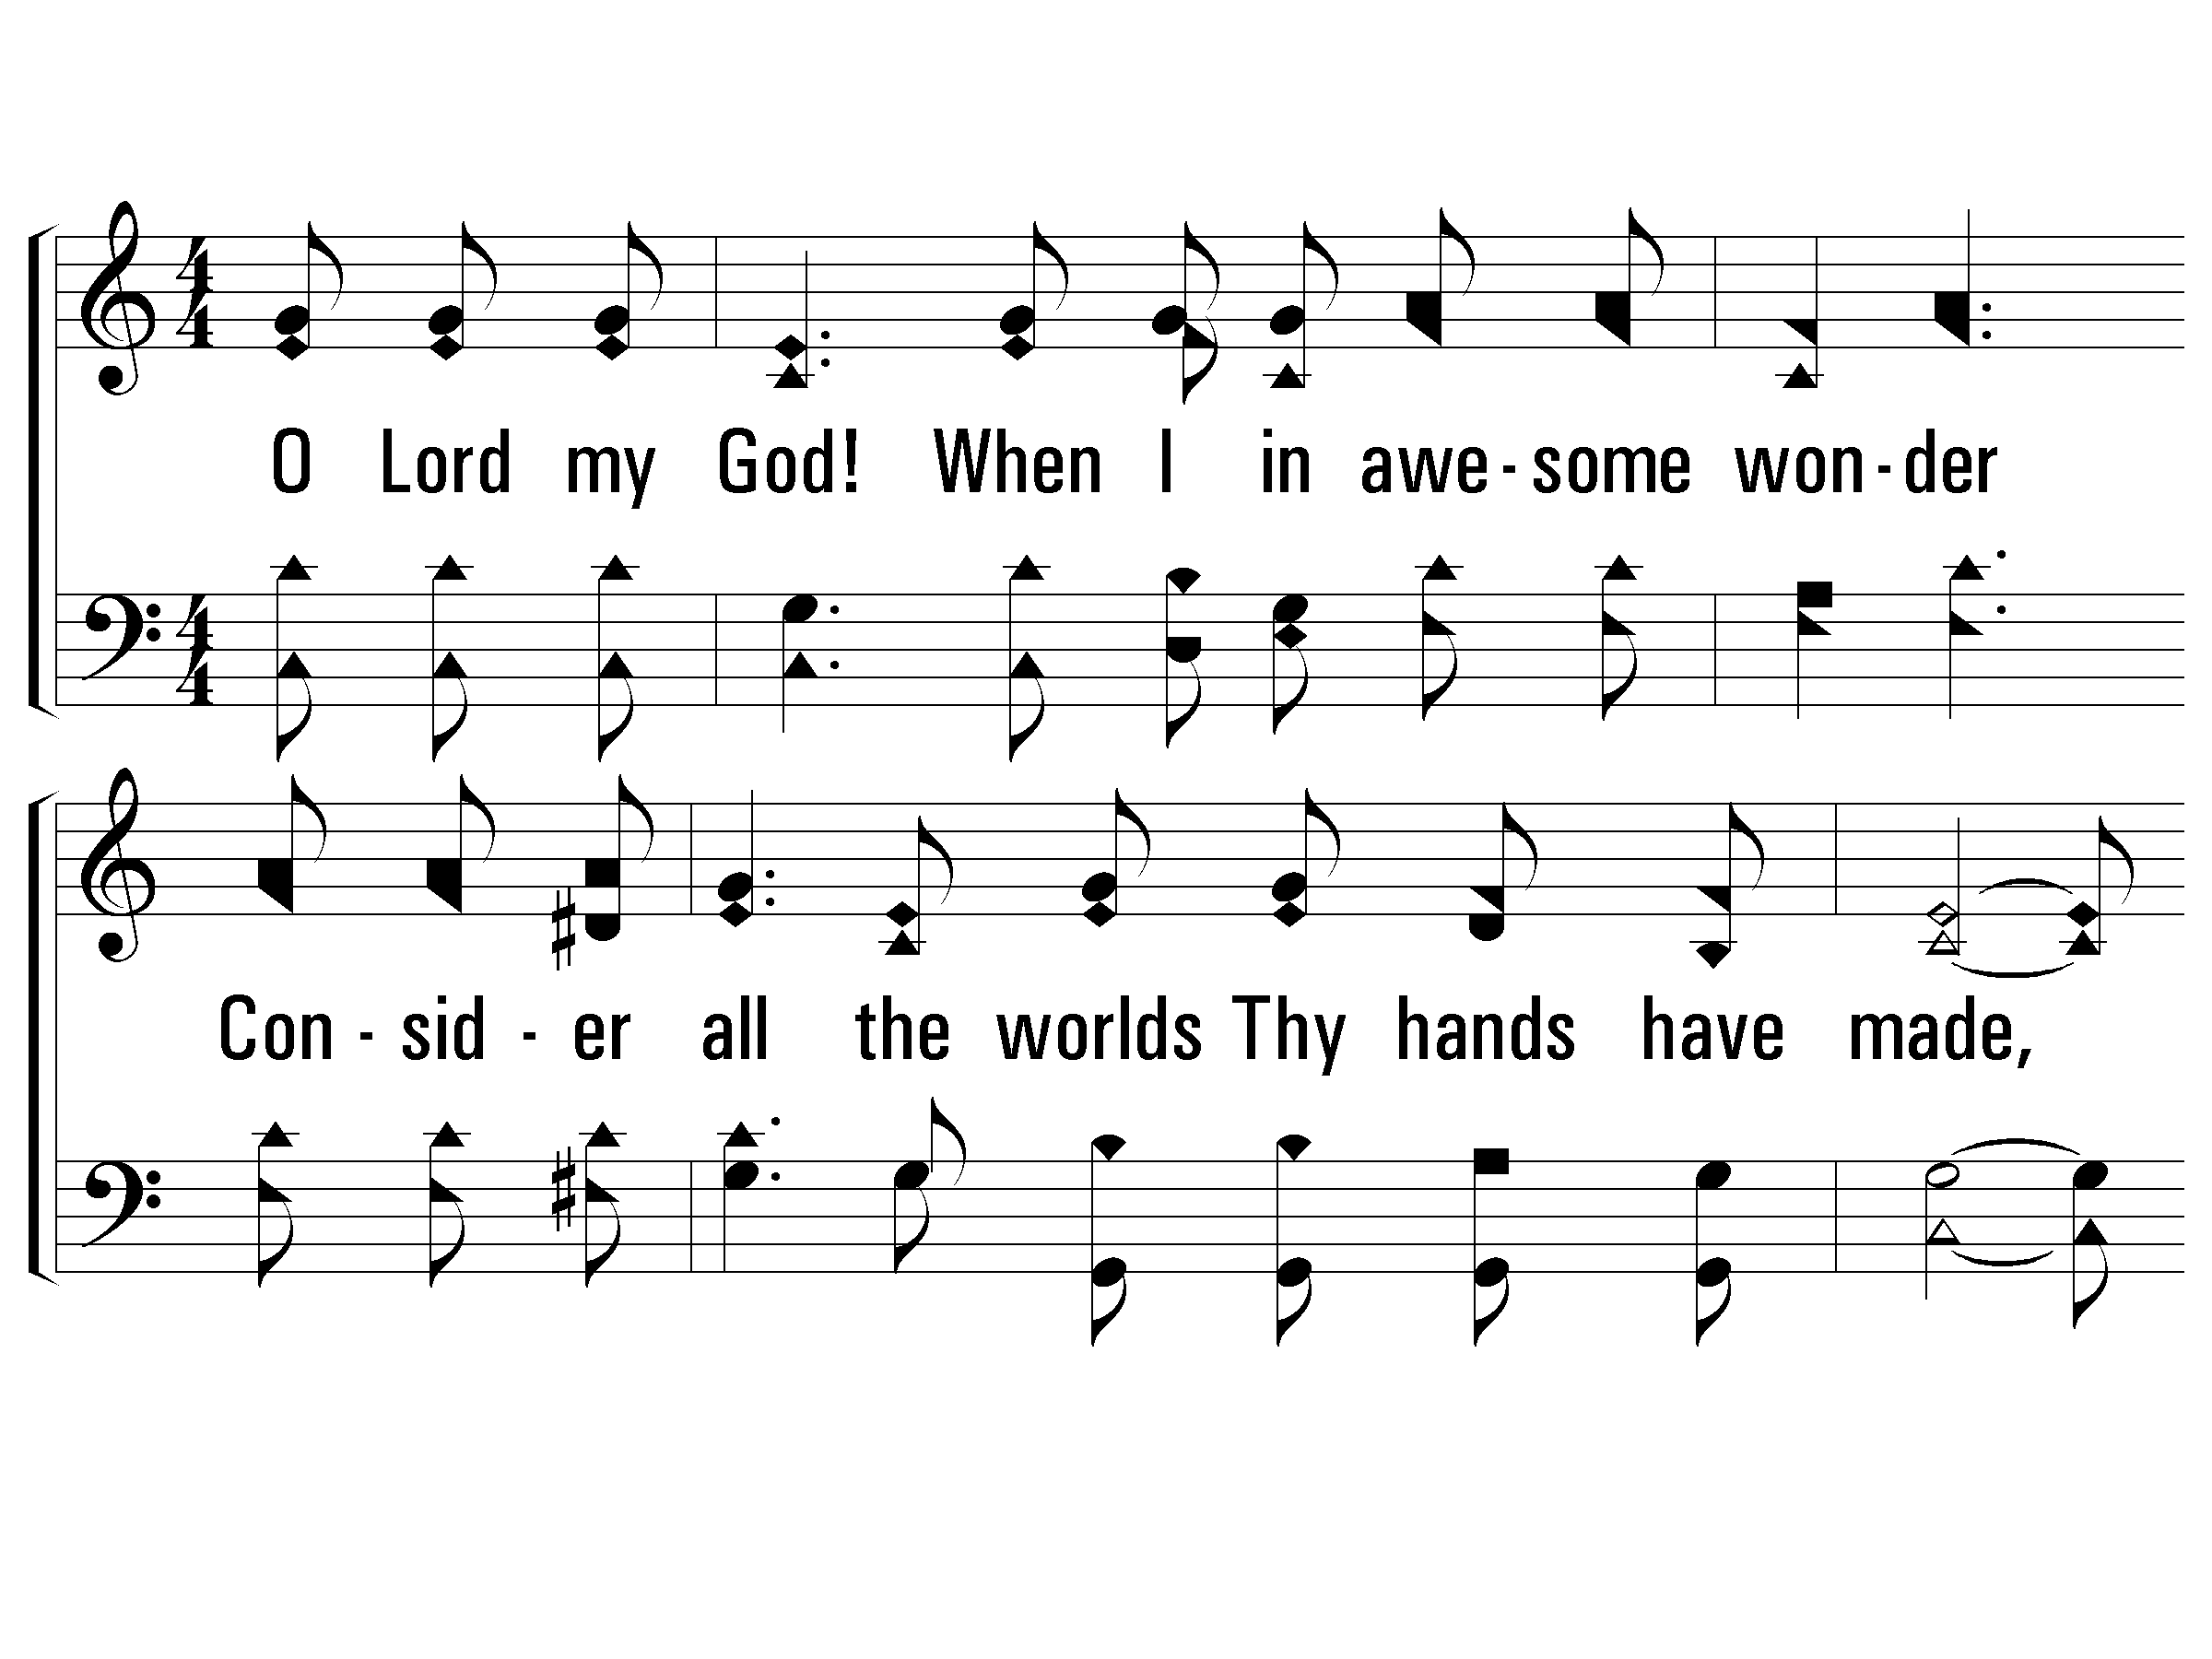 O Lord my God! When I in awe-some won-der
Con-sid-er all the worlds Thy hands have made,